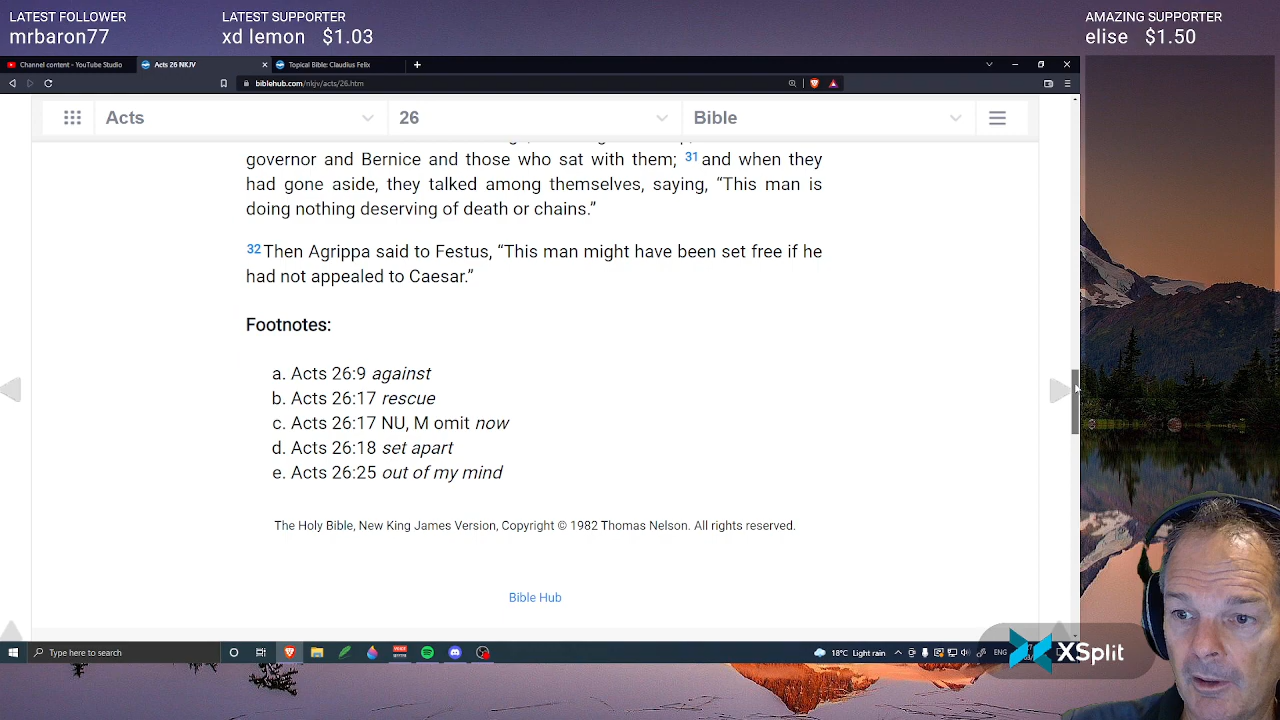 LATEST FOLLOWER
mrbaron77
LATEST SUPPORTER
xd lemon $1.03
AMAZING SUPPORTER
elise $1.50
Channel content - YouTube Studio
Acts 26 NKJV
Topical Bible: Claudius Felix
biblehub.com/nkjv/acts/26.htm
Acts
26
Bible
governor and Bernice and those who sat with them; 31 and when they
had gone aside, they talked among themselves, saying, “This man is
doing nothing deserving of death or chains.”
32 Then Agrippa said to Festus, “This man might have been set free if he
had not appealed to Caesar.”
Footnotes:
a. Acts 26:9 against
b. Acts 26:17 rescue
c. Acts 26:17 NU, M omit now
d. Acts 26:18 set apart
e. Acts 26:25 out of my mind
The Holy Bible, New King James Version, Copyright © 1982 Thomas Nelson. All rights reserved.
Bible Hub
Type here to search
18°C Light rain
ENG
XSplit